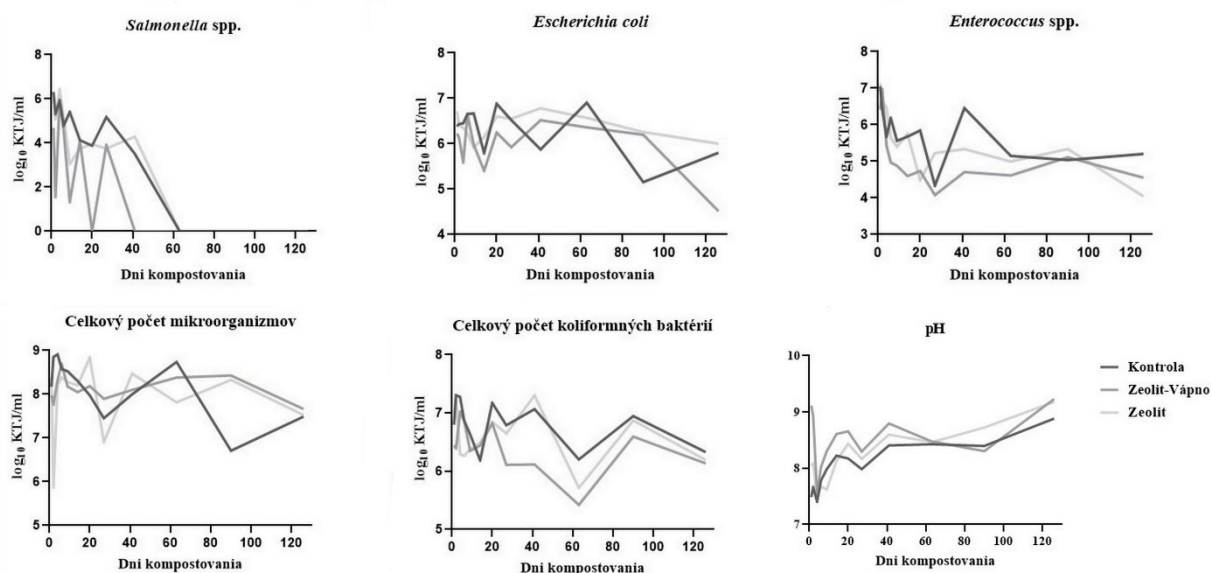 Salmonella spp.
8
6
4
2
0
log10 KTJ/ml
0 20 40 60 80 100 120
Dni kompostovania
Escherichia coli
8
7
6
5
4
log10 KTJ/ml
0 20 40 60 80 100 120
Dni kompostovania
Enterococcus spp.
8
7
6
5
4
3
log10 KTJ/ml
0 20 40 60 80 100 120
Dni kompostovania
Celkový počet mikroorganizmov
9
8
7
6
5
log10 KTJ/ml
0 20 40 60 80 100 120
Dni kompostovania
Celkový počet koliformných baktérií
8
7
6
5
log10 KTJ/ml
0 20 40 60 80 100 120
Dni kompostovania
pH
10
9
8
7
0 20 40 60 80 100 120
Dni kompostovania
Kontrola
Zeolit-Vápno
Zeolit